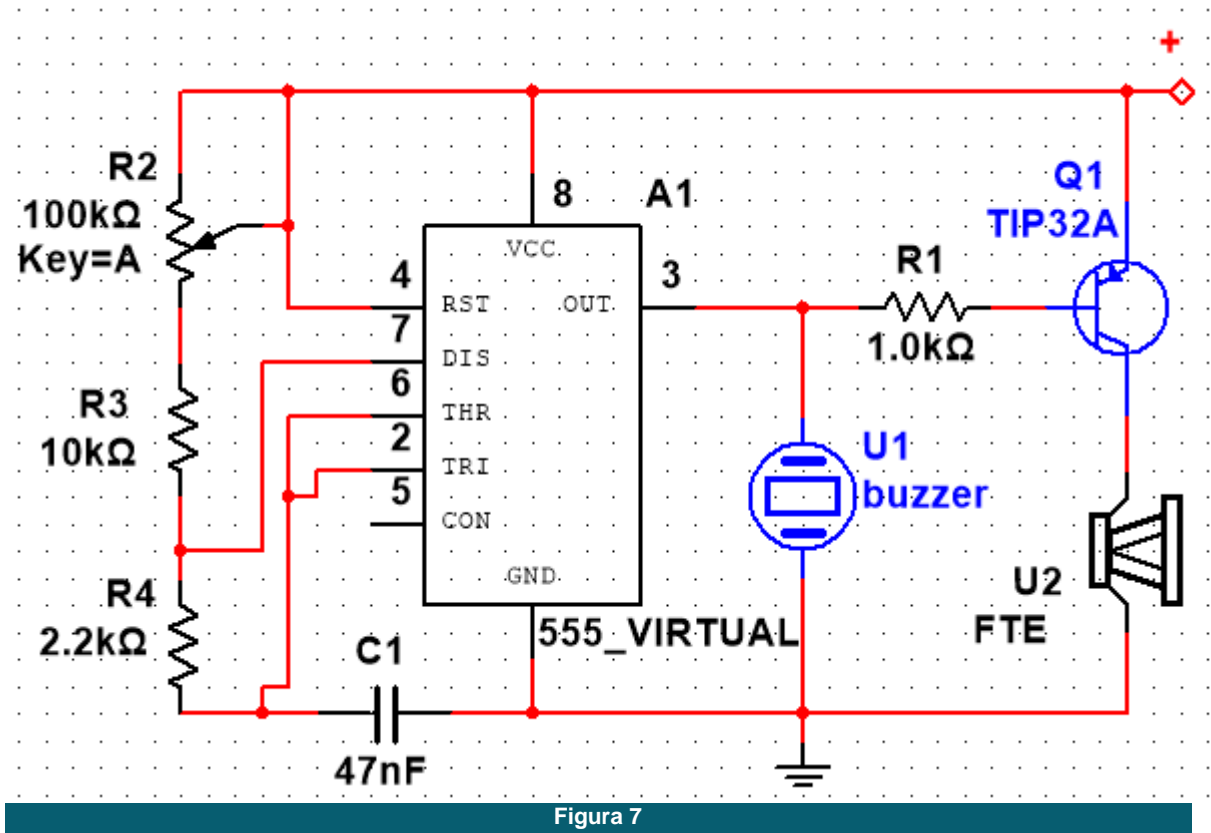 +
R2
100kΩ
Key=A
R3
10kΩ
R4
2.2kΩ
C1
47nF
4
7
6
2
5
8
3
A1
VCC
RST
OUT
DIS
THR
TRI
CON
GND
555_VIRTUAL
R1
1.0kΩ
Q1
TIP32A
U1
buzzer
U2
FTE
Figura 7